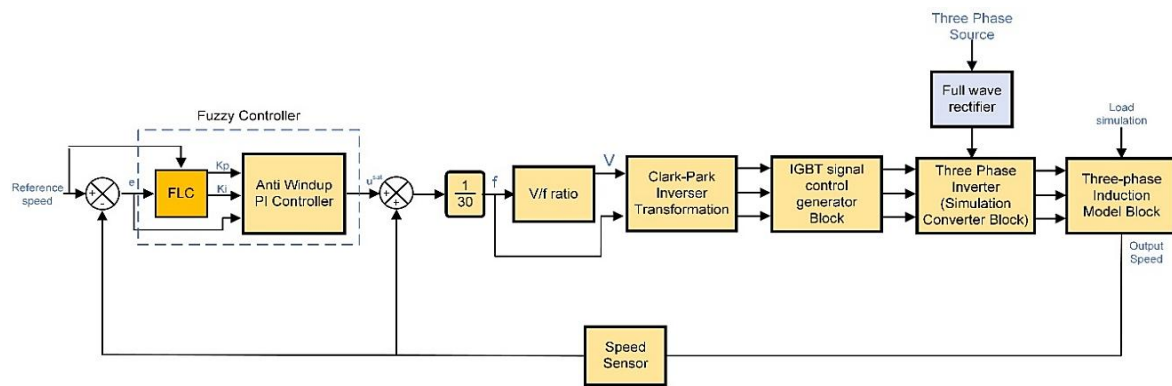 Three Phase
Source
Full wave
rectifier
Load
simulation
Fuzzy Controller
Reference
speed
+
e
FLC
Kp
Ki
Anti Windup
PI Controller
u^sat
+
1
30
f
V/f ratio
V
Clark-Park
Inverser
Transformation
IGBT signal
control
generator
Block
Three Phase
Inverter
(Simulation
Converter Block)
Three-phase
Induction
Model Block
Output
Speed
Speed
Sensor